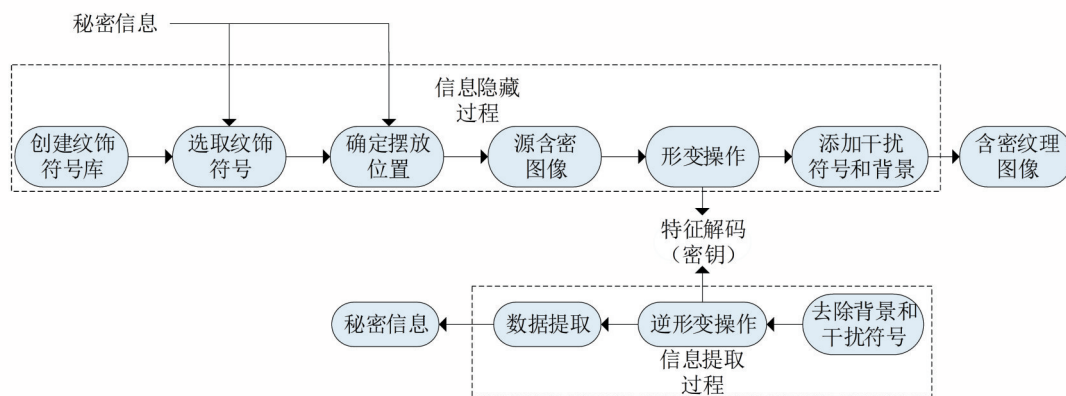 秘密信息
信息隐藏
过程
创建纹饰
符号库
选取纹饰
符号
确定摆放
位置
源含密
图像
形变操作
添加干扰
符号和背景
含密纹理
图像
特征解码
（密钥）
秘密信息
数据提取
逆形变操作
去除背景和
干扰符号
信息提取
过程